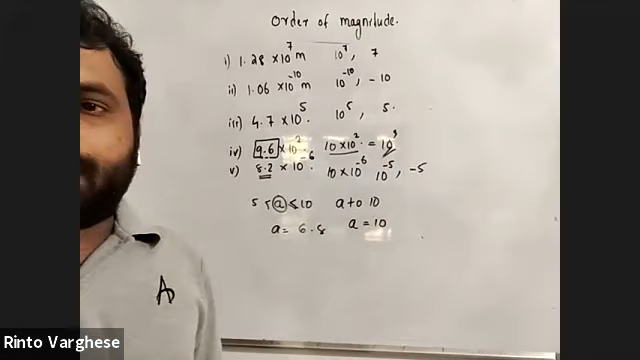 Order of magnitude.
i) 1.28 × 10⁷ m 10⁷, 7
ii) 1.06 × 10⁻¹⁰ m 10⁻¹⁰, -10
iii) 4.7 × 10⁵. 10⁵, 5.
iv) 9.6 × 10². 10 × 10². = 10³
v) 8.2 × 10⁻⁶ 10 × 10⁻⁶ 10⁻⁵, -5
5 < a ≤ 10 a to 10
a = 6.8 a = 10
Rinto Varghese